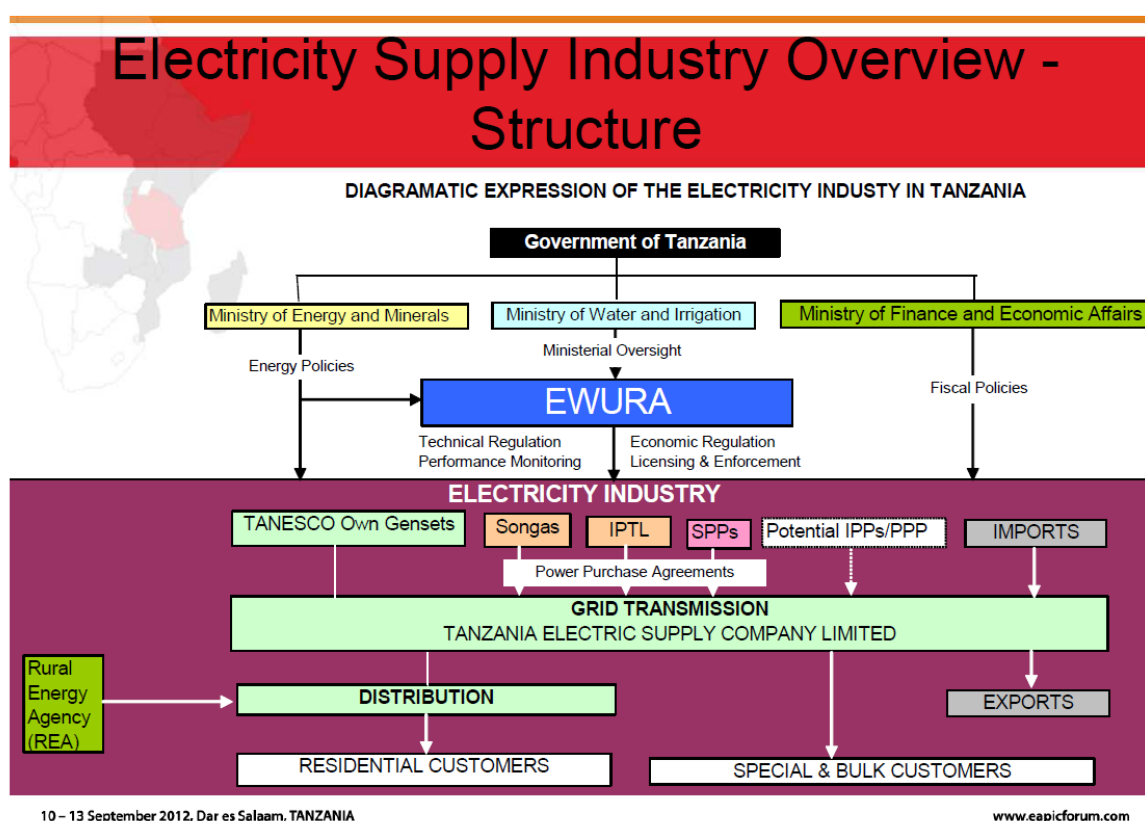 Electricity Supply Industry Overview -
Structure
DIAGRAMATIC EXPRESSION OF THE ELECTRICITY INDUSTY IN TANZANIA
Government of Tanzania
Ministry of Energy and Minerals
Ministry of Water and Irrigation
Ministry of Finance and Economic Affairs
Ministerial Oversight
Energy Policies
Fiscal Policies
EWURA
Technical Regulation
Performance Monitoring
Economic Regulation
Licensing & Enforcement
ELECTRICITY INDUSTRY
TANESCO Own Gensets
Songas
IPTL
SPPs
Potential IPPs/PPP
IMPORTS
Power Purchase Agreements
GRID TRANSMISSION
TANZANIA ELECTRIC SUPPLY COMPANY LIMITED
Rural
Energy
Agency
(REA)
DISTRIBUTION
EXPORTS
RESIDENTIAL CUSTOMERS
SPECIAL & BULK CUSTOMERS
10 – 13 September 2012, Dar es Salaam, TANZANIA
www.eapicforum.com